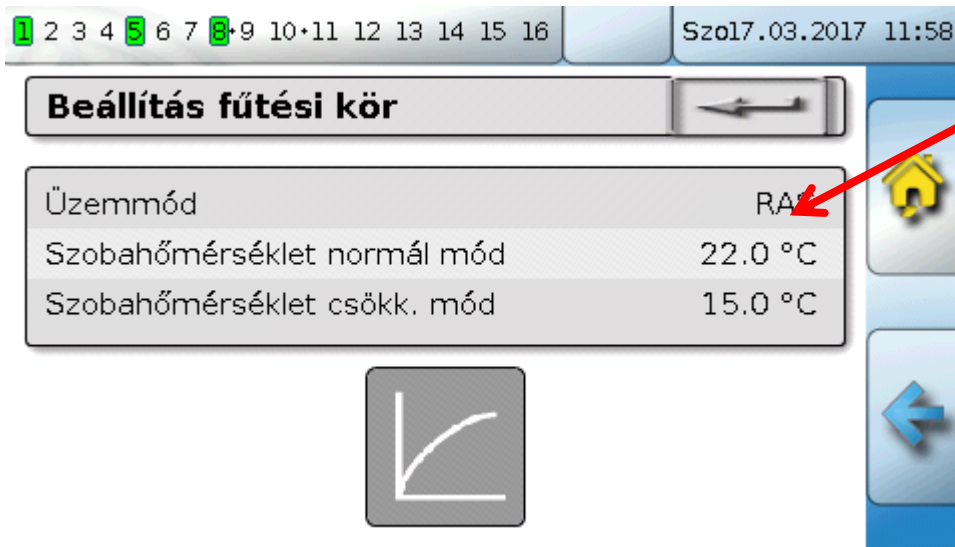 1 2 3 4 5 6 7 8·9 10·11 12 13 14 15 16 Szo17.03.2017 11:58
Beállítás fűtési kör
Üzemmód
Szobahőmérséklet normál mód 22.0 °C
Szobahőmérséklet csökk. mód 15.0 °C